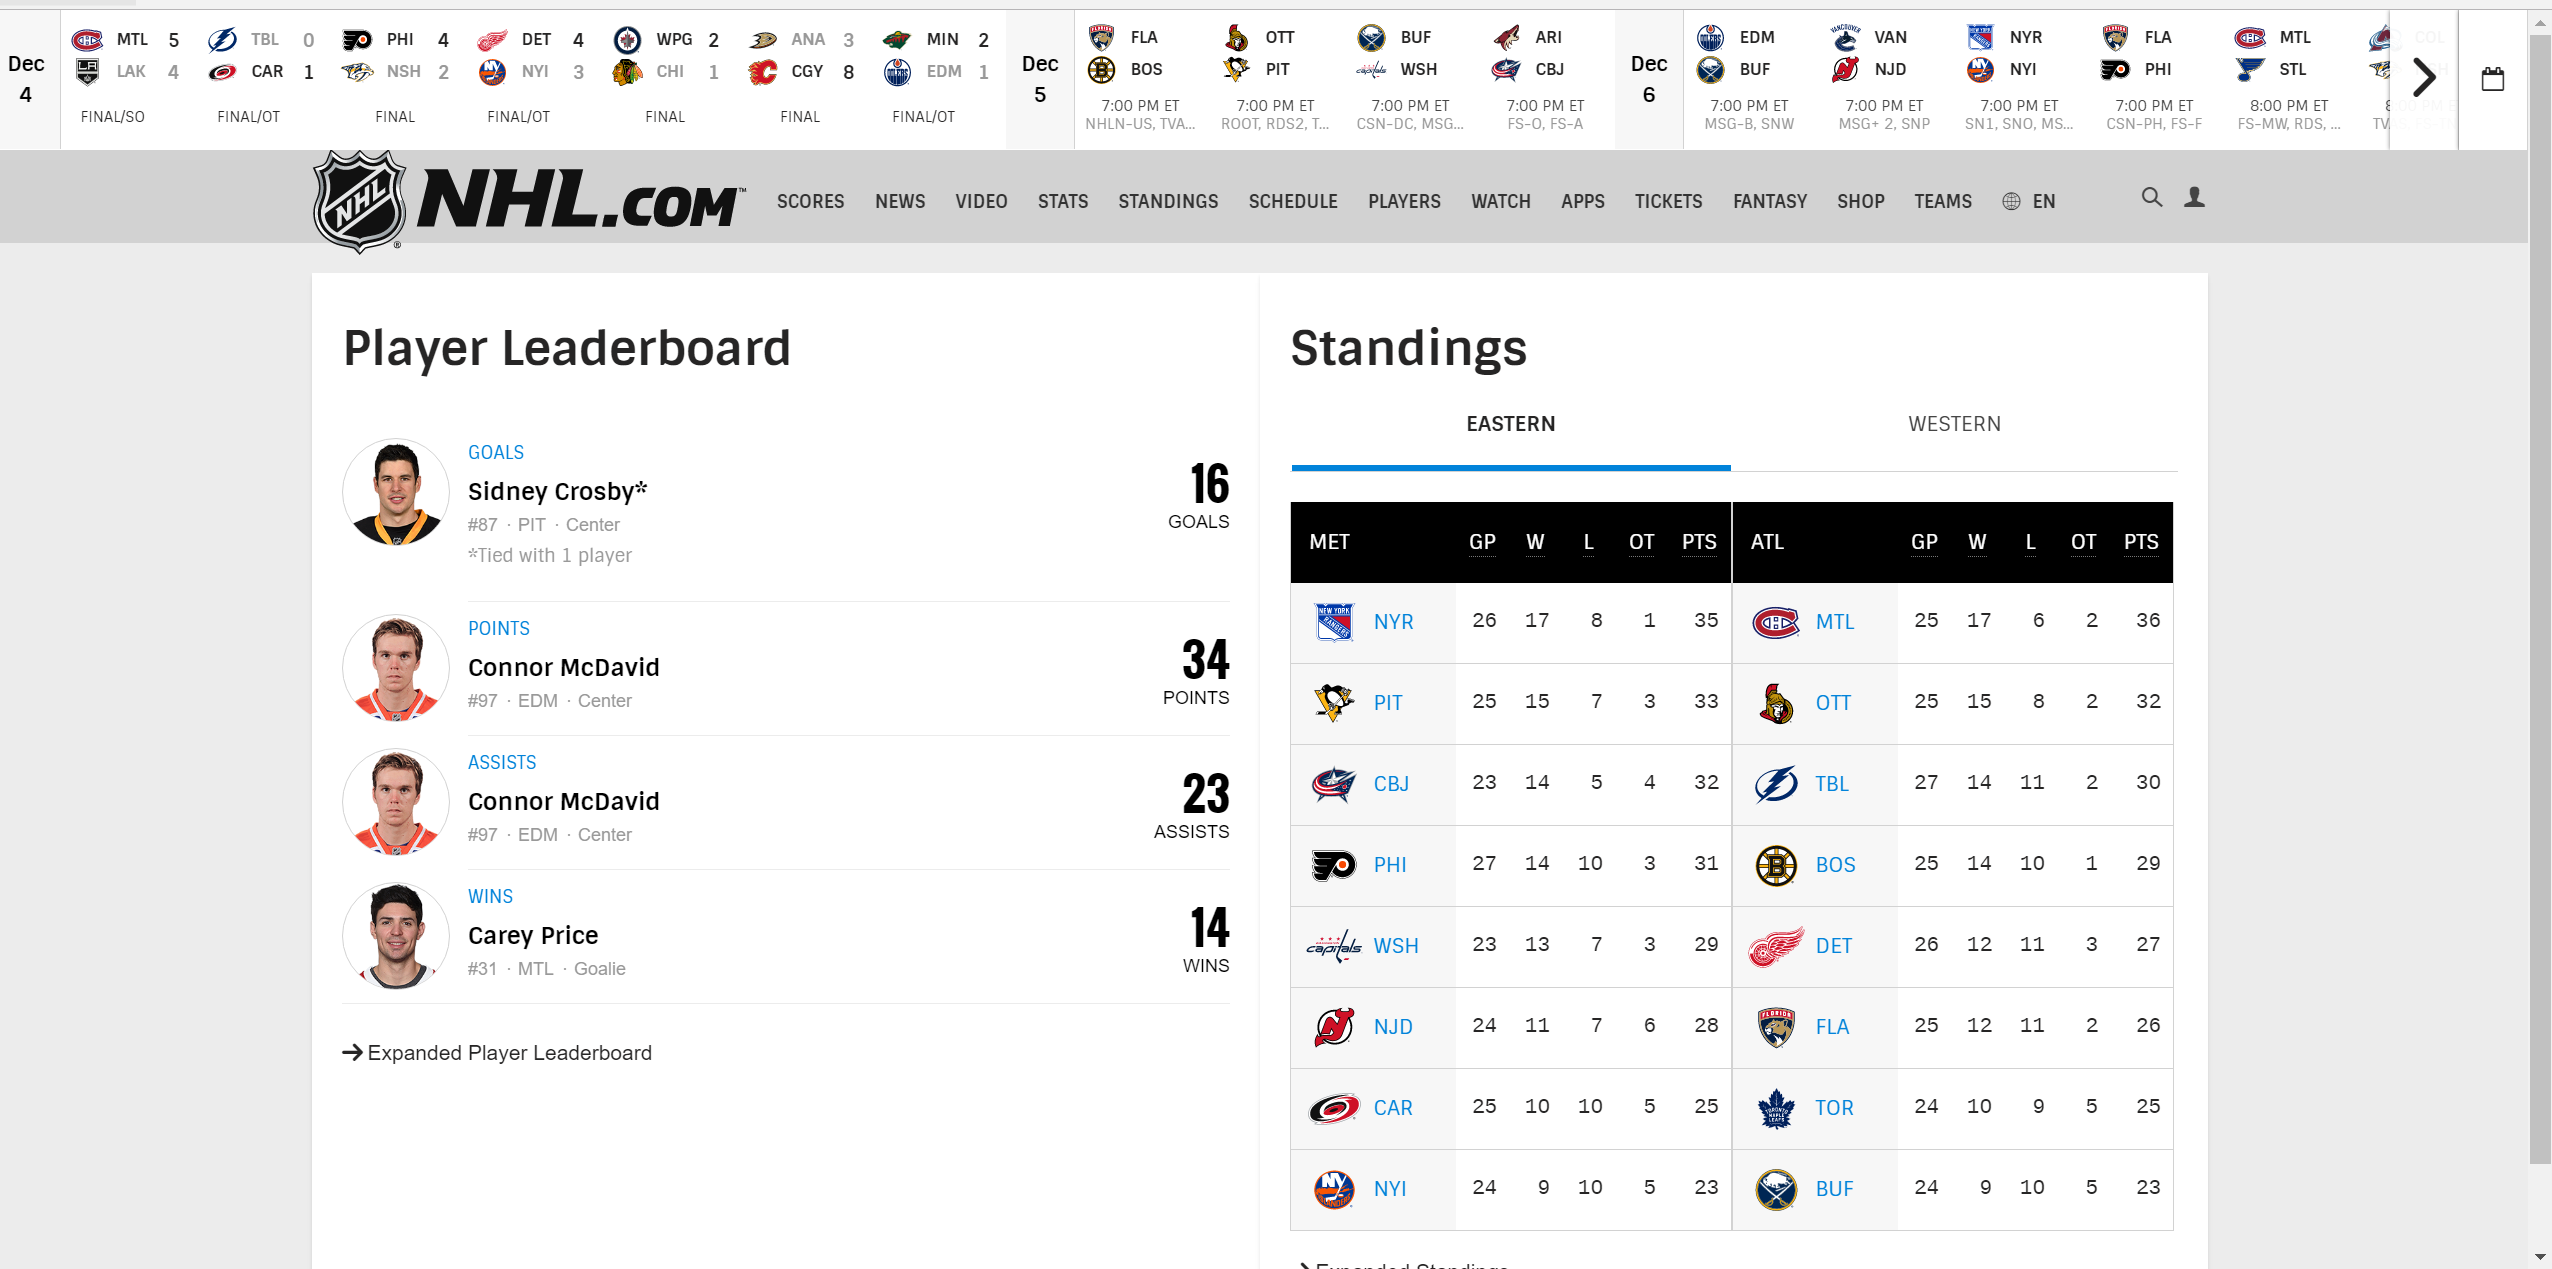 Dec
4
MTL 5
LAK 4
FINAL/SO
TBL 0
CAR 1
FINAL/OT
PHI 4
NSH 2
FINAL
DET 4
NYI 3
FINAL/OT
WPG 2
CHI 1
FINAL
ANA 3
CGY 8
FINAL
MIN 2
EDM 1
FINAL/OT
Dec
5
FLA
BOS
7:00 PM ET
NHLN-US, TVA...
OTT
PIT
7:00 PM ET
ROOT, RDS2, T...
BUF
WSH
7:00 PM ET
CSN-DC, MSG...
ARI
CBJ
7:00 PM ET
FS-O, FS-A
Dec
6
EDM
BUF
7:00 PM ET
MSG-B, SNW
VAN
NJD
7:00 PM ET
MSG+ 2, SNP
NYR
NYI
7:00 PM ET
SN1, SNO, MS...
FLA
PHI
7:00 PM ET
CSN-PH, FS-F
MTL
STL
8:00 PM ET
FS-MW, RDS, ...
COL
NHL NHL.COM™ SCORES NEWS VIDEO STATS STANDINGS SCHEDULE PLAYERS WATCH APPS TICKETS FANTASY SHOP TEAMS EN
Player Leaderboard
GOALS
Sidney Crosby*
#87 · PIT · Center
*Tied with 1 player
16
GOALS
POINTS
Connor McDavid
#97 · EDM · Center
34
POINTS
ASSISTS
Connor McDavid
#97 · EDM · Center
23
ASSISTS
WINS
Carey Price
#31 · MTL · Goalie
14
WINS
Expanded Player Leaderboard
Standings
EASTERN WESTERN
MET GP W L OT PTS
NYR 26 17 8 1 35
PIT 25 15 7 3 33
CBJ 23 14 5 4 32
PHI 27 14 10 3 31
WSH 23 13 7 3 29
NJD 24 11 7 6 28
CAR 25 10 10 5 25
NYI 24 9 10 5 23
ATL GP W L OT PTS
MTL 25 17 6 2 36
OTT 25 15 8 2 32
TBL 27 14 11 2 30
BOS 25 14 10 1 29
DET 26 12 11 3 27
FLA 25 12 11 2 26
TOR 24 10 9 5 25
BUF 24 9 10 5 23
Expanded Standings